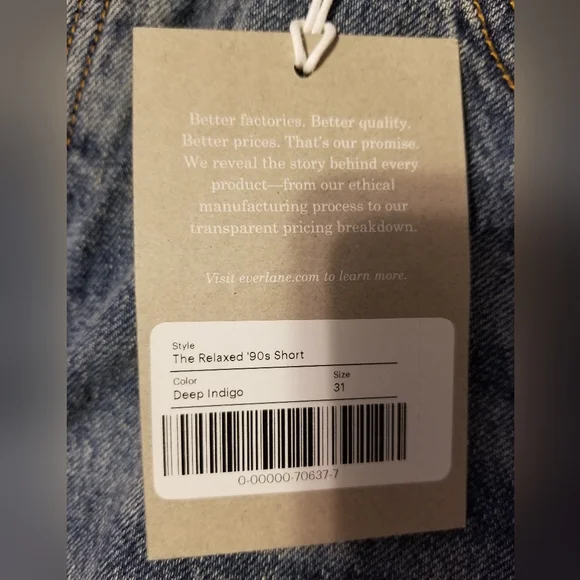 Better factories. Better quality.
Better prices. That's our promise.
We reveal the story behind every
product—from our ethical
manufacturing process to our
transparent pricing breakdown.
Visit everlane.com to learn more.
Style
The Relaxed '90s Short
Color Size
Deep Indigo 31
0-00000-70637-7